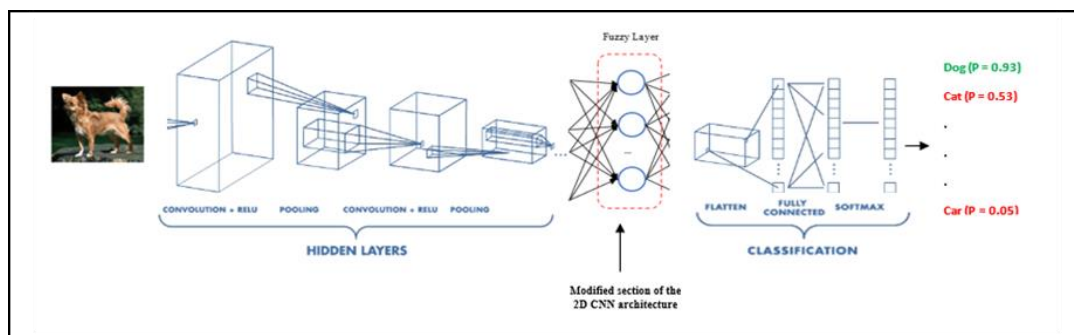 Fuzzy Layer
Dog (P = 0.93)
Cat (P = 0.53)
.
.
.
Car (P = 0.05)
...
CONVOLUTION + RELU POOLING CONVOLUTION + RELU POOLING
HIDDEN LAYERS
FLATTEN
FULLY
CONNECTED
SOFTMAX
CLASSIFICATION
Modified section of the
2D CNN architecture